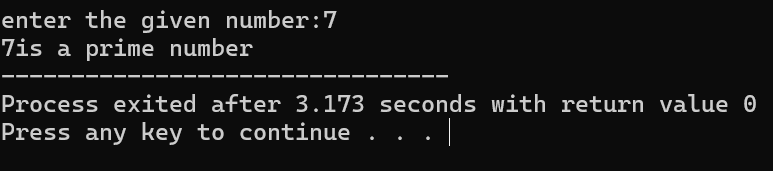 enter the given number:7
7is a prime number
--------------------------------
Process exited after 3.173 seconds with return value 0
Press any key to continue . . .